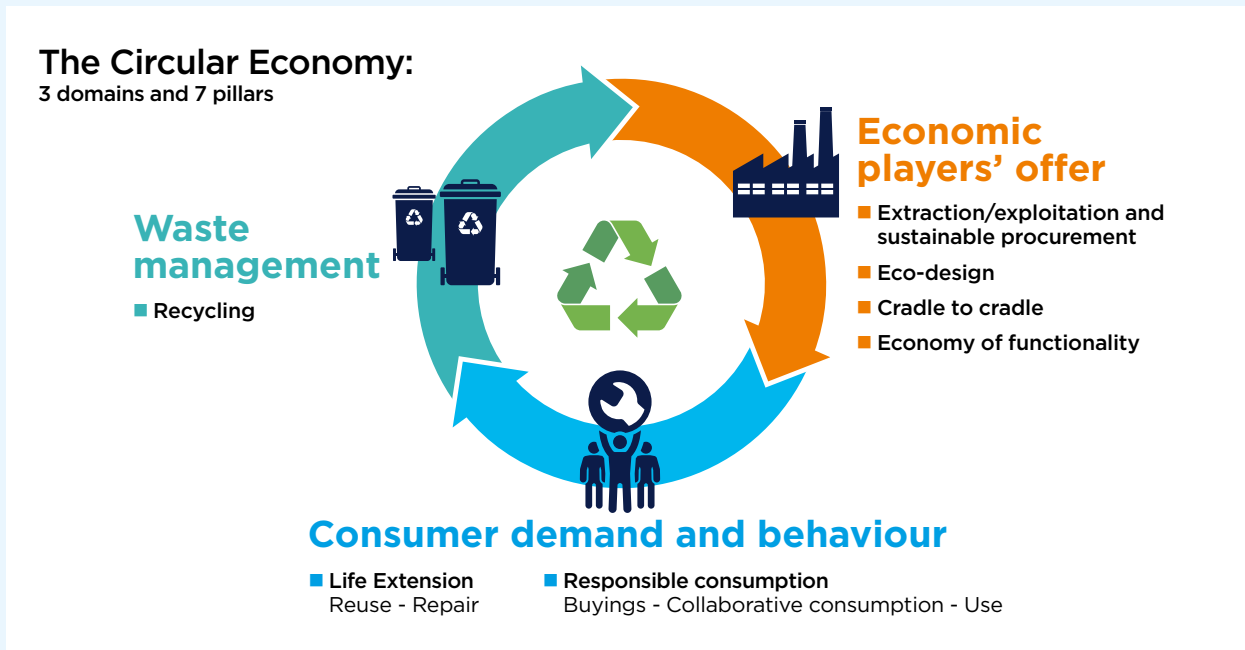 The Circular Economy:
3 domains and 7 pillars
Economic
players’ offer
Extraction/exploitation and
sustainable procurement
Eco-design
Cradle to cradle
Economy of functionality
Waste
management
Recycling
Consumer demand and behaviour
Life Extension
Reuse - Repair
Responsible consumption
Buyings - Collaborative consumption - Use